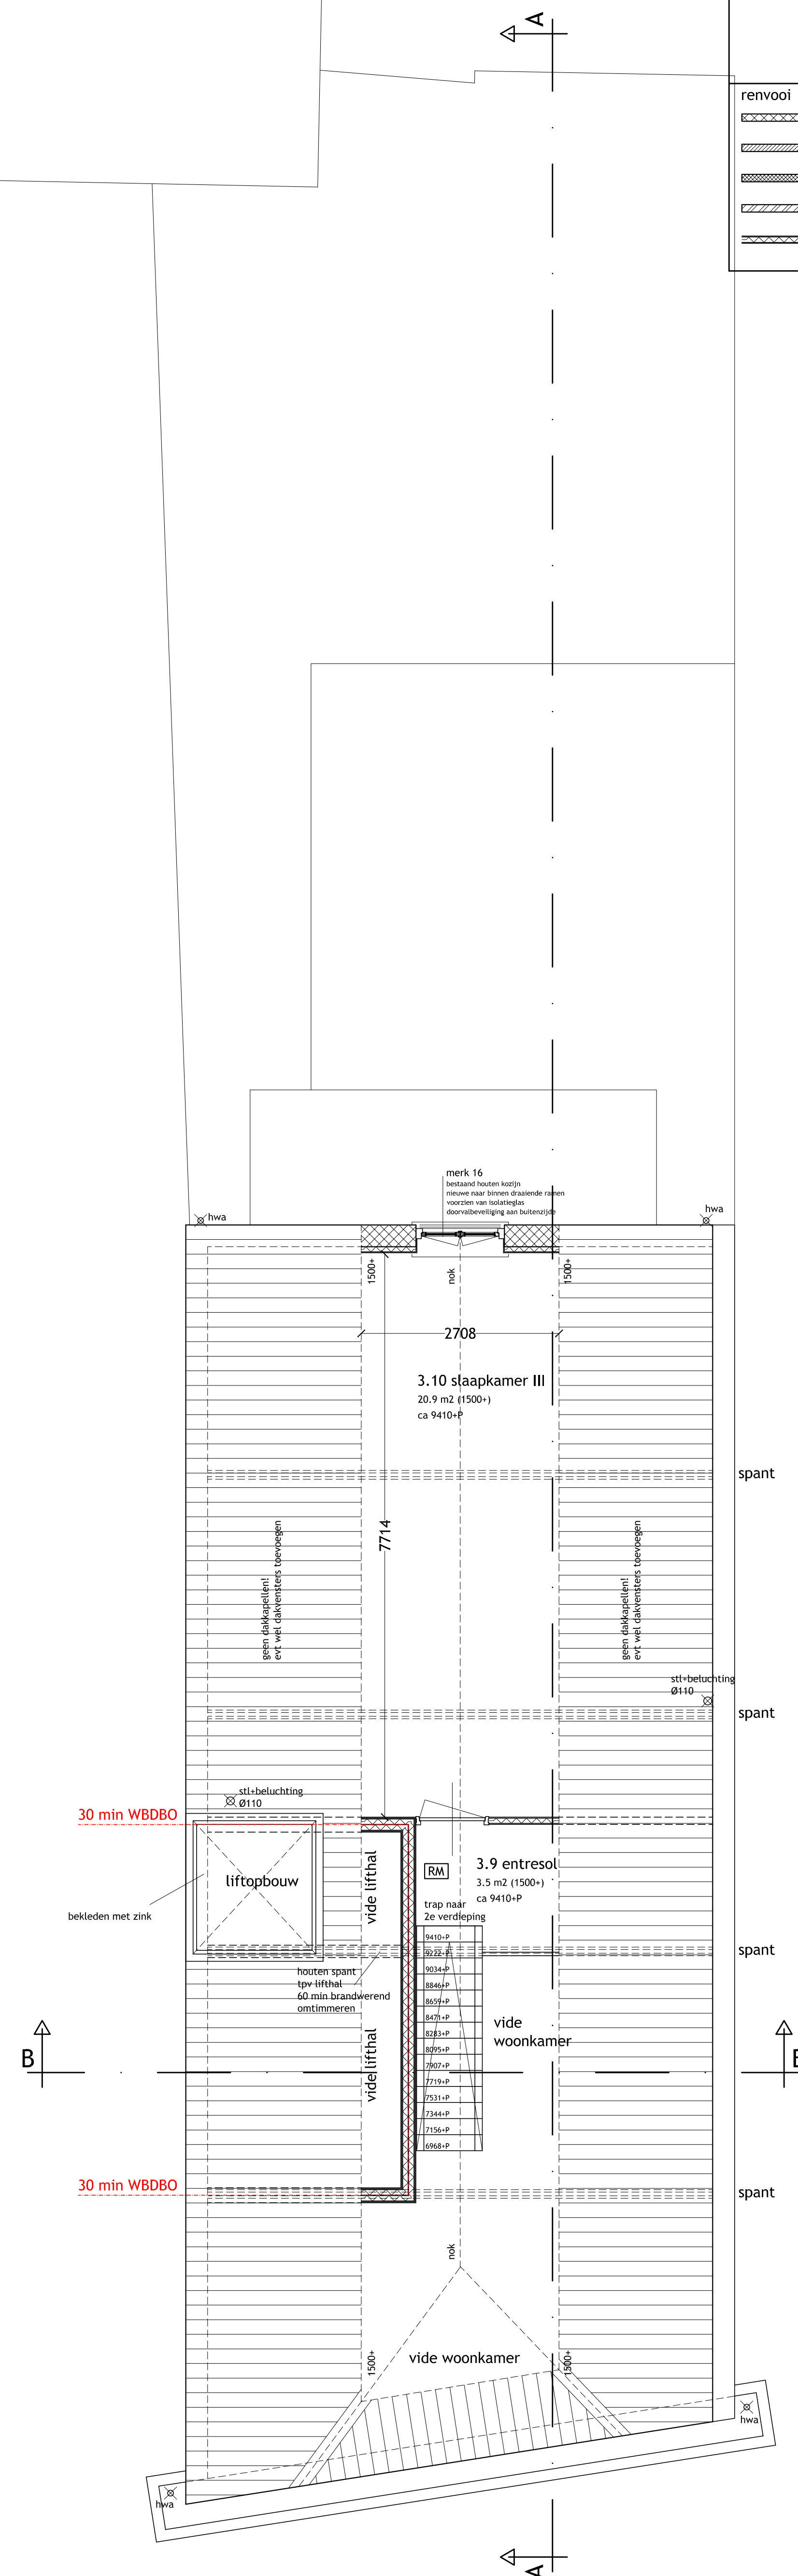 A
renvooi
merk 16
bestaand houten kozijn
nieuwe naar binnen draaiende ramen
voorzien van isolatieglas
doorvalbeveiliging aan buitenzijde
hwa
hwa
1500+
nok
1500+
2708
3.10 slaapkamer III
20.9 m2 (1500+)
ca 9410+P
spant
7714
geen dakkapellen!
evt wel dakvensters toevoegen
geen dakkapellen!
evt wel dakvensters toevoegen
stl+beluchting
Ø110
spant
stl+beluchting
Ø110
30 min WBDBO
liftopbouw
vide lifthal
RM
3.9 entresol
3.5 m2 (1500+)
ca 9410+P
bekleden met zink
trap naar
2e verdieping
9410+P
9222+P
9034+P
8846+P
8659+P
8471+P
8283+P
8095+P
7907+P
7719+P
7531+P
7344+P
7156+P
6968+P
spant
houten spant
tpv lifthal
60 min brandwerend
omtimmeren
vide
woonkamer
vide lifthal
B
30 min WBDBO
spant
nok
vide woonkamer
1500+
1500+
hwa
hwa
A